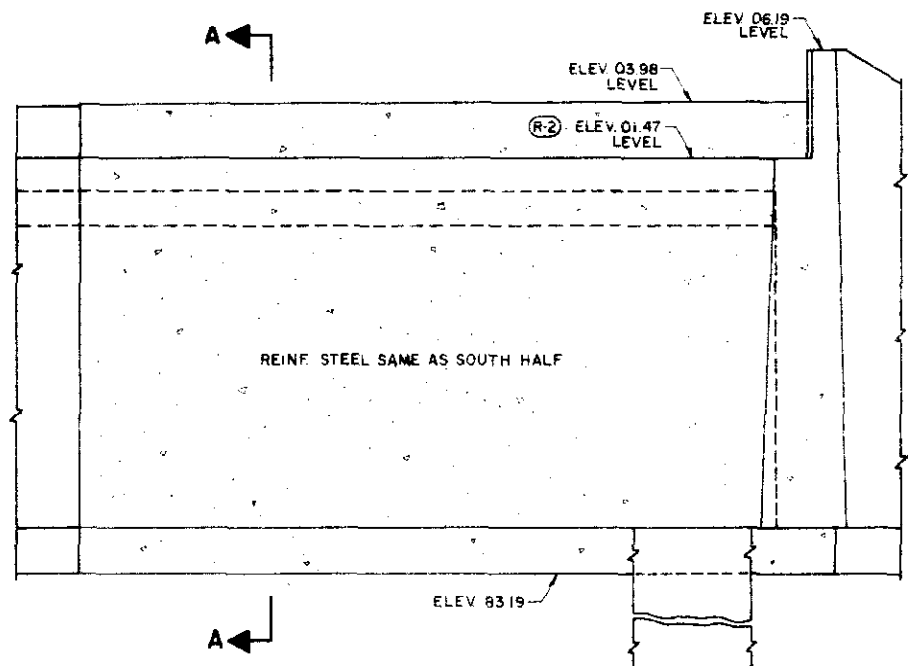 A
ELEV. 06.19
LEVEL
ELEV. 03.98
LEVEL
R-2 ELEV. 01.47
LEVEL
REINF. STEEL SAME AS SOUTH HALF
ELEV. 83.19
A